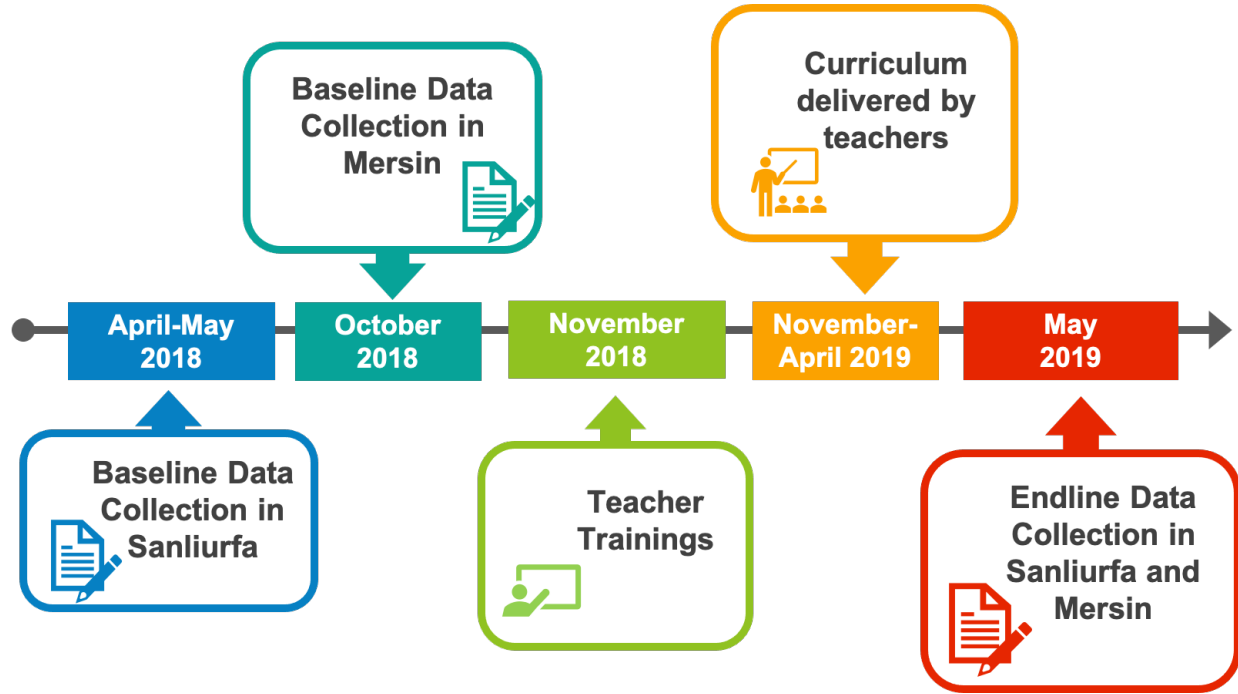 Baseline Data
Collection in
Mersin
Curriculum
delivered by
teachers
April-May
2018
October
2018
November
2018
November-
April 2019
May
2019
Baseline Data
Collection in
Sanliurfa
Teacher
Trainings
Endline Data
Collection in
Sanliurfa and
Mersin